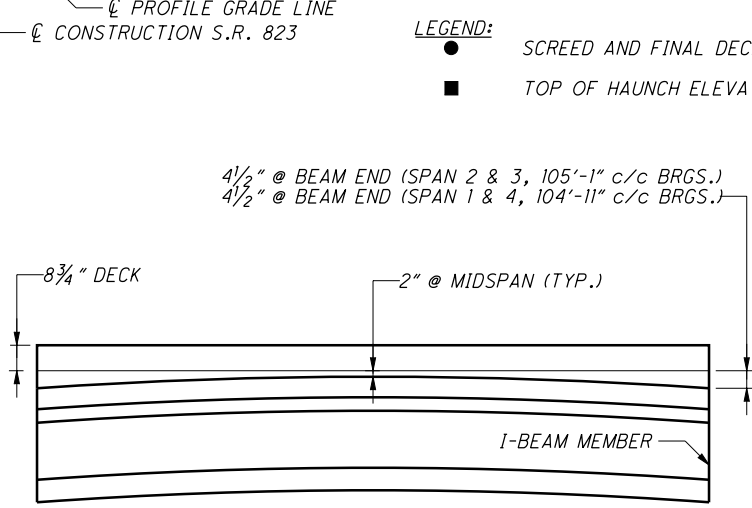 ℄ PROFILE GRADE LINE
℄ CONSTRUCTION S.R. 823
LEGEND:
SCREED AND FINAL DEC
TOP OF HAUNCH ELEVA
4½" @ BEAM END (SPAN 2 & 3, 105'-1" c/c BRGS.)
4½" @ BEAM END (SPAN 1 & 4, 104'-11" c/c BRGS.)
8¾" DECK
2" @ MIDSPAN (TYP.)
I-BEAM MEMBER